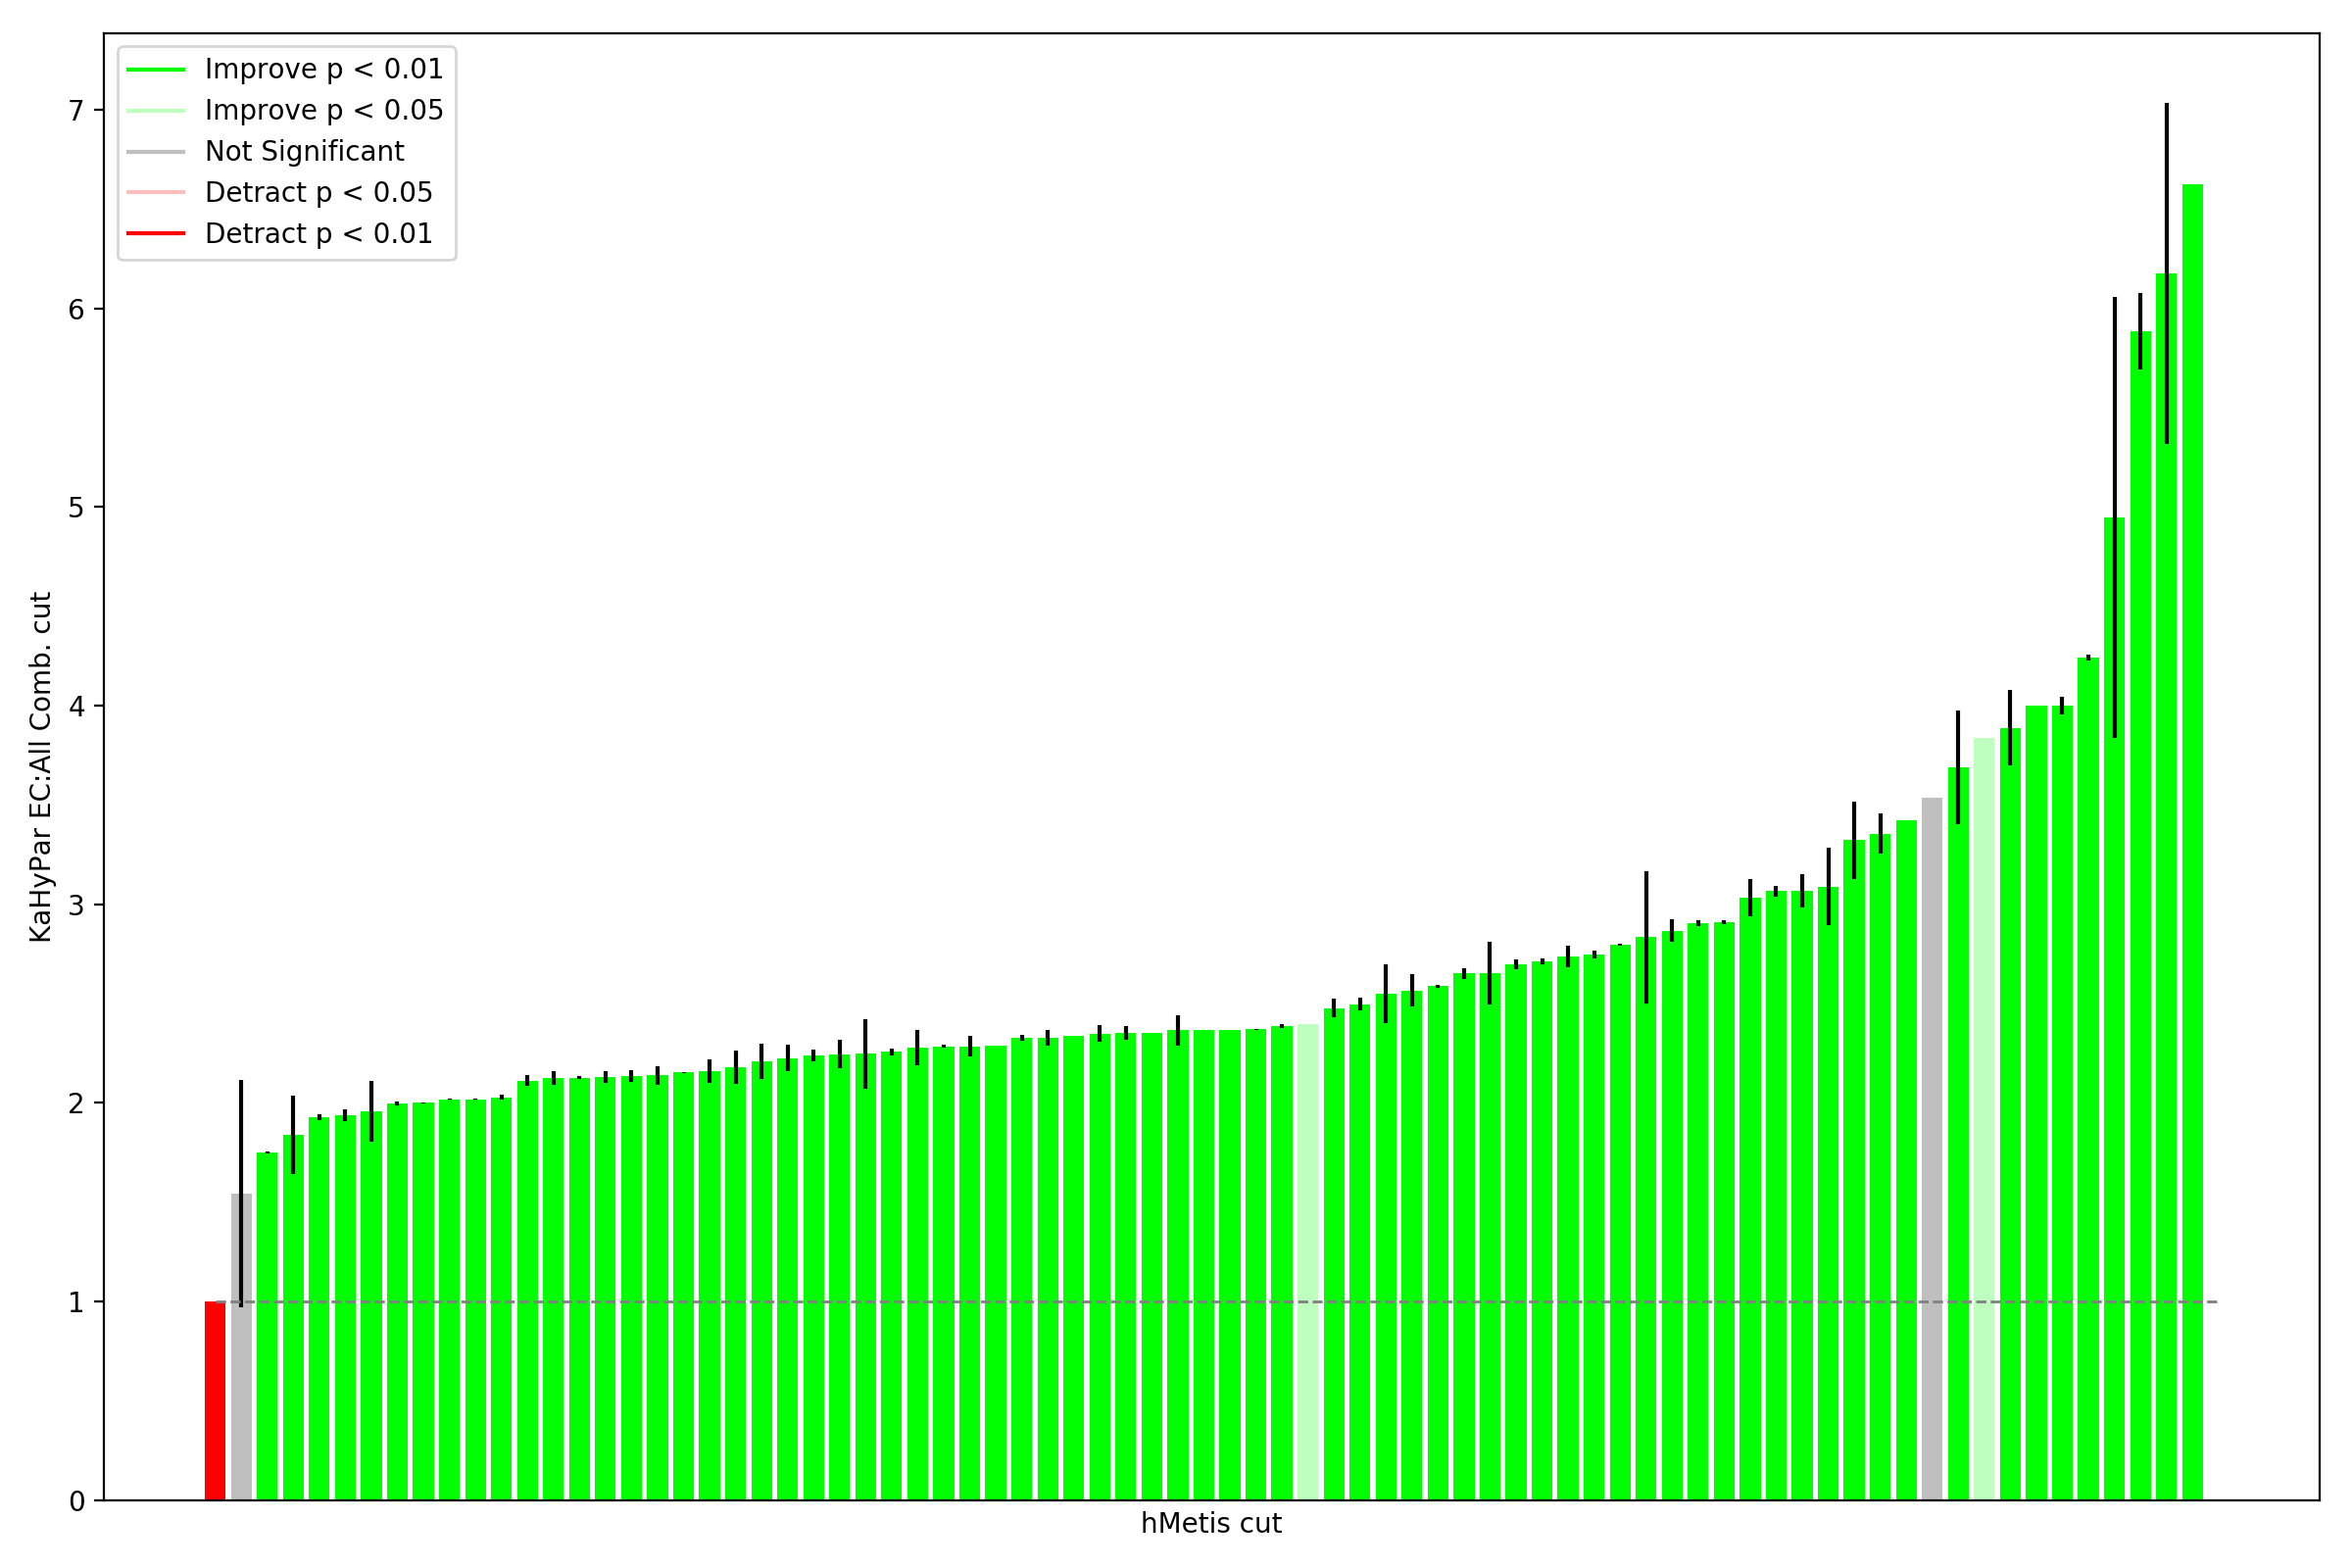 Improve p < 0.01
Improve p < 0.05
Not Significant
Detract p < 0.05
Detract p < 0.01
7
6
5
4
3
2
1
0
KaHyPar EC:All Comb. cut
hMetis cut